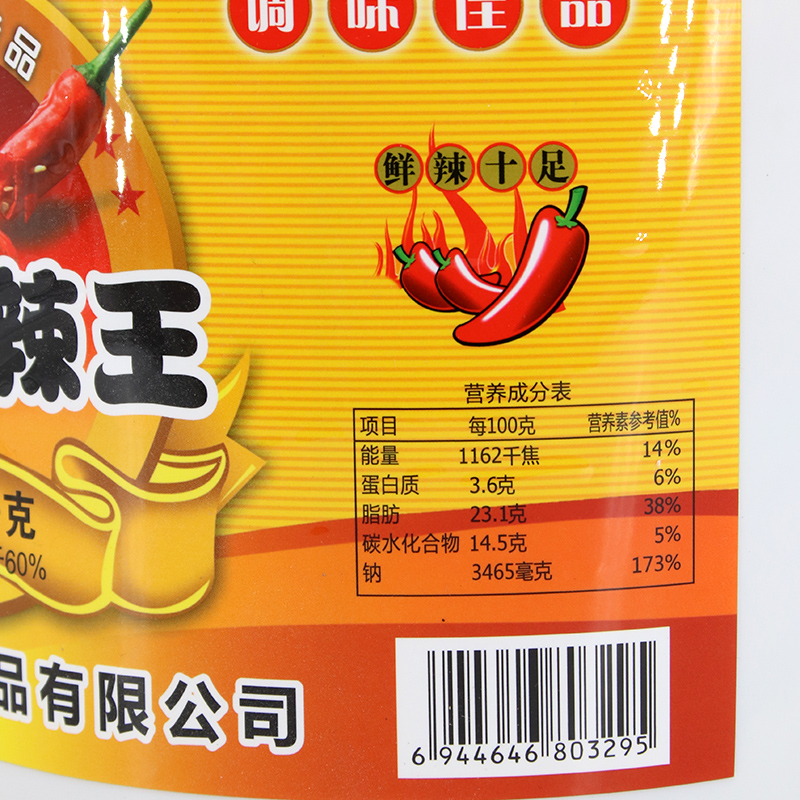 调味佳品
品
鲜辣十足
辣王
营养成分表
项目 每100克 营养素参考值%
能量 1162千焦 14%
蛋白质 3.6克 6%
脂肪 23.1克 38%
碳水化合物 14.5克 5%
钠 3465毫克 173%
克
60%
品有限公司
6 944646 803295